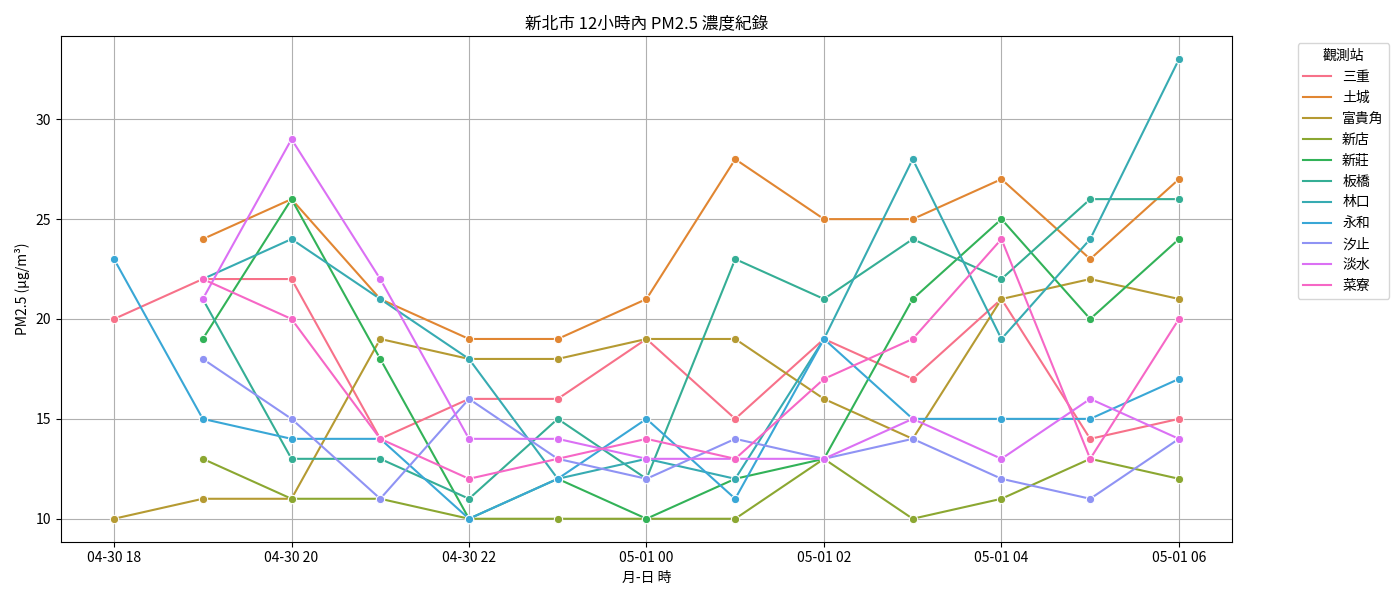 新北市 12小時內 PM2.5 濃度紀錄
PM2.5 (μg/m³)
30
25
20
15
10
04-30 18
04-30 20
04-30 22
05-01 00
05-01 02
05-01 04
05-01 06
月-日 時
觀測站
三重
土城
富貴角
新店
新莊
板橋
林口
永和
汐止
淡水
菜寮